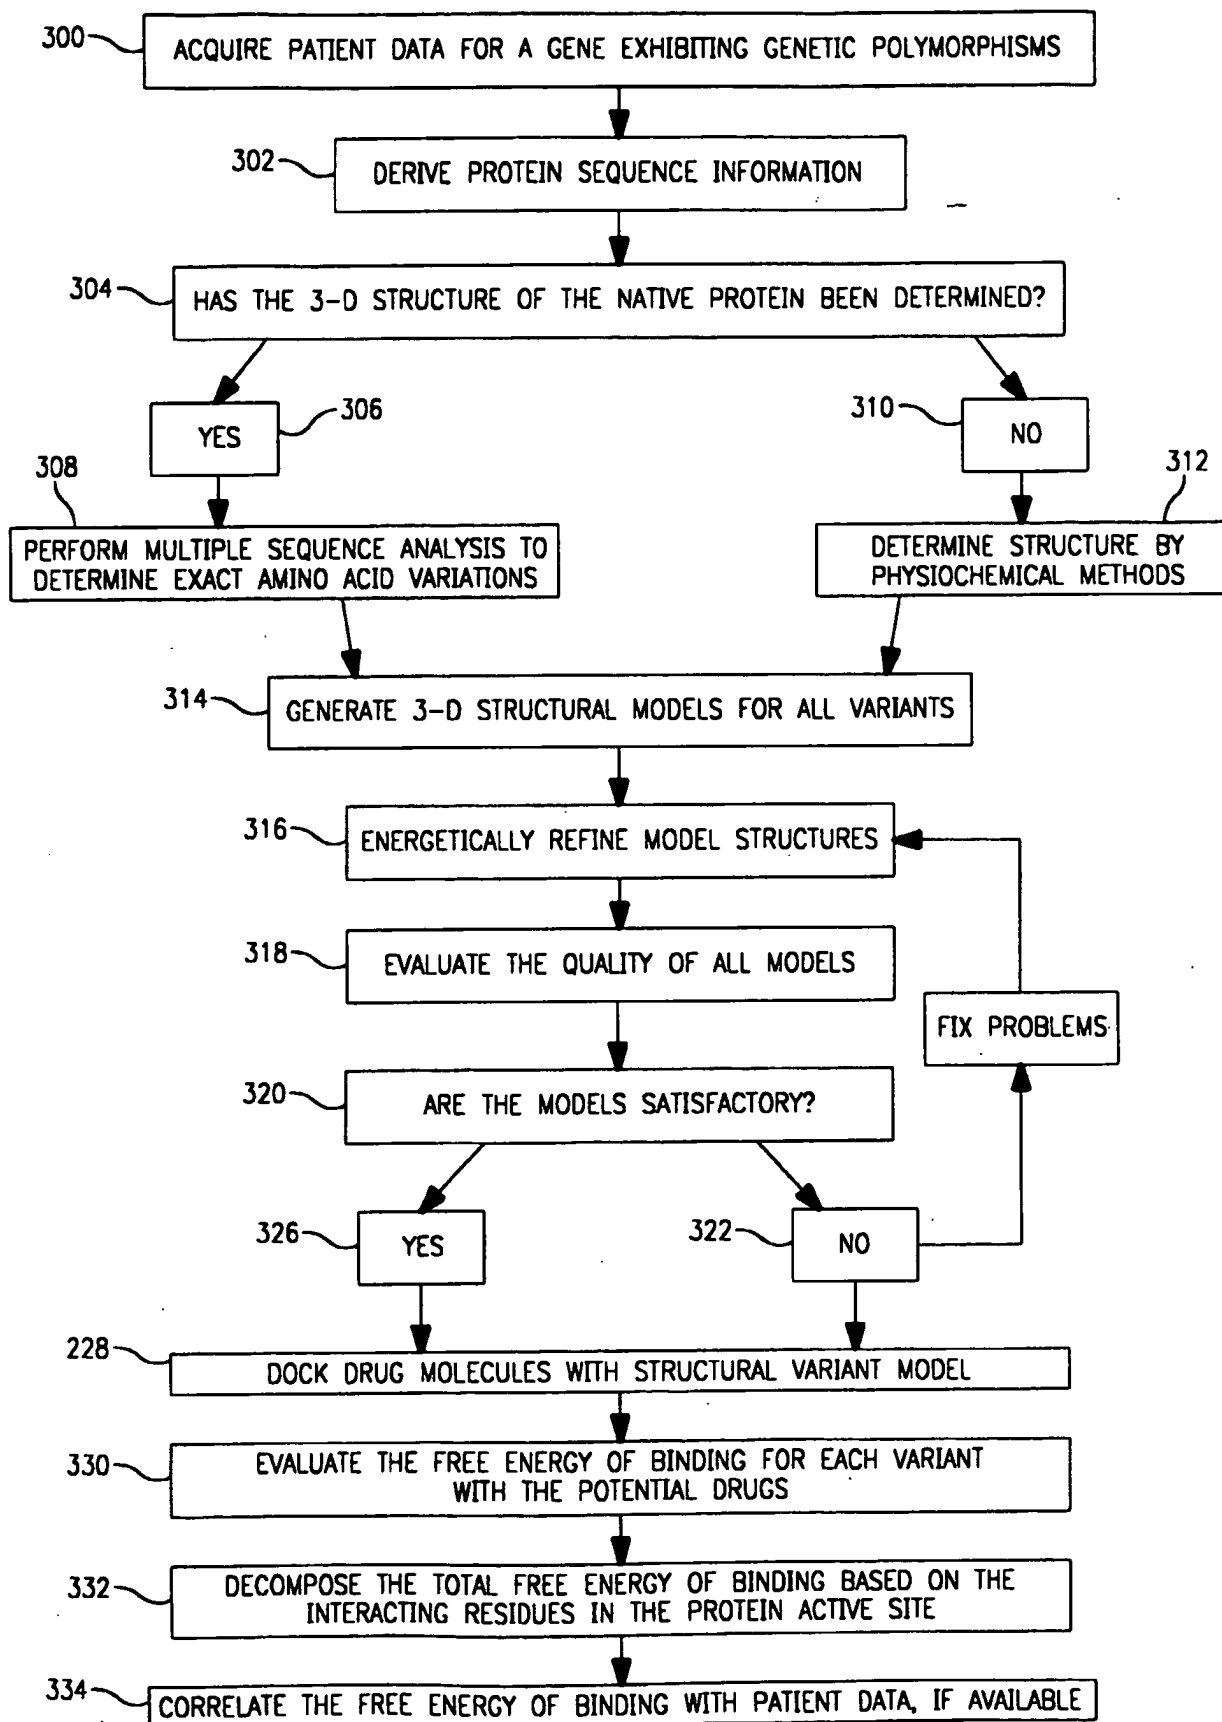 300
ACQUIRE PATIENT DATA FOR A GENE EXHIBITING GENETIC POLYMORPHISMS
302
DERIVE PROTEIN SEQUENCE INFORMATION
304
HAS THE 3-D STRUCTURE OF THE NATIVE PROTEIN BEEN DETERMINED?
YES
306
310
NO
308
312
PERFORM MULTIPLE SEQUENCE ANALYSIS TO
DETERMINE EXACT AMINO ACID VARIATIONS
DETERMINE STRUCTURE BY
PHYSIOCHEMICAL METHODS
314
GENERATE 3-D STRUCTURAL MODELS FOR ALL VARIANTS
316
ENERGETICALLY REFINE MODEL STRUCTURES
318
EVALUATE THE QUALITY OF ALL MODELS
FIX PROBLEMS
320
ARE THE MODELS SATISFACTORY?
326
YES
322
NO
228
DOCK DRUG MOLECULES WITH STRUCTURAL VARIANT MODEL
330
EVALUATE THE FREE ENERGY OF BINDING FOR EACH VARIANT
WITH THE POTENTIAL DRUGS
332
DECOMPOSE THE TOTAL FREE ENERGY OF BINDING BASED ON THE
INTERACTING RESIDUES IN THE PROTEIN ACTIVE SITE
334
CORRELATE THE FREE ENERGY OF BINDING WITH PATIENT DATA, IF AVAILABLE